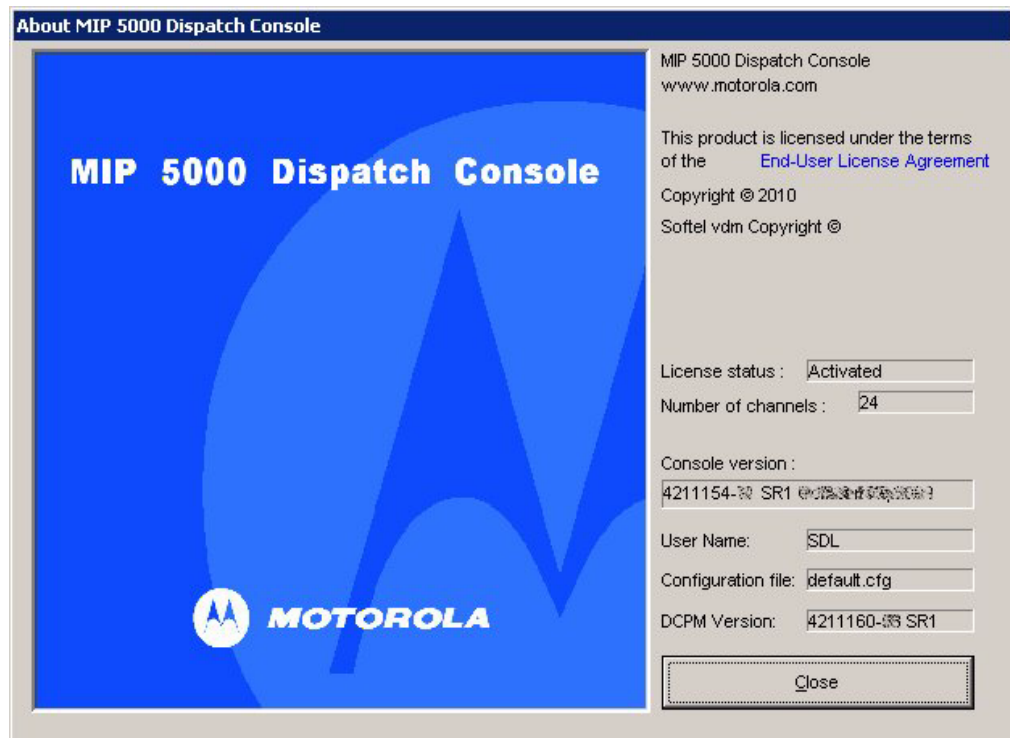 About MIP 5000 Dispatch Console
MIP 5000 Dispatch Console
MOTOROLA
MIP 5000 Dispatch Console
www.motorola.com
This product is licensed under the terms
of the End-User License Agreement
Copyright © 2010
Softel vdm Copyright ©
License status : Activated
Number of channels : 24
Console version :
4211154- SR1
User Name: SDL
Configuration file: default.cfg
DCPM Version: 4211160- SR1
Close